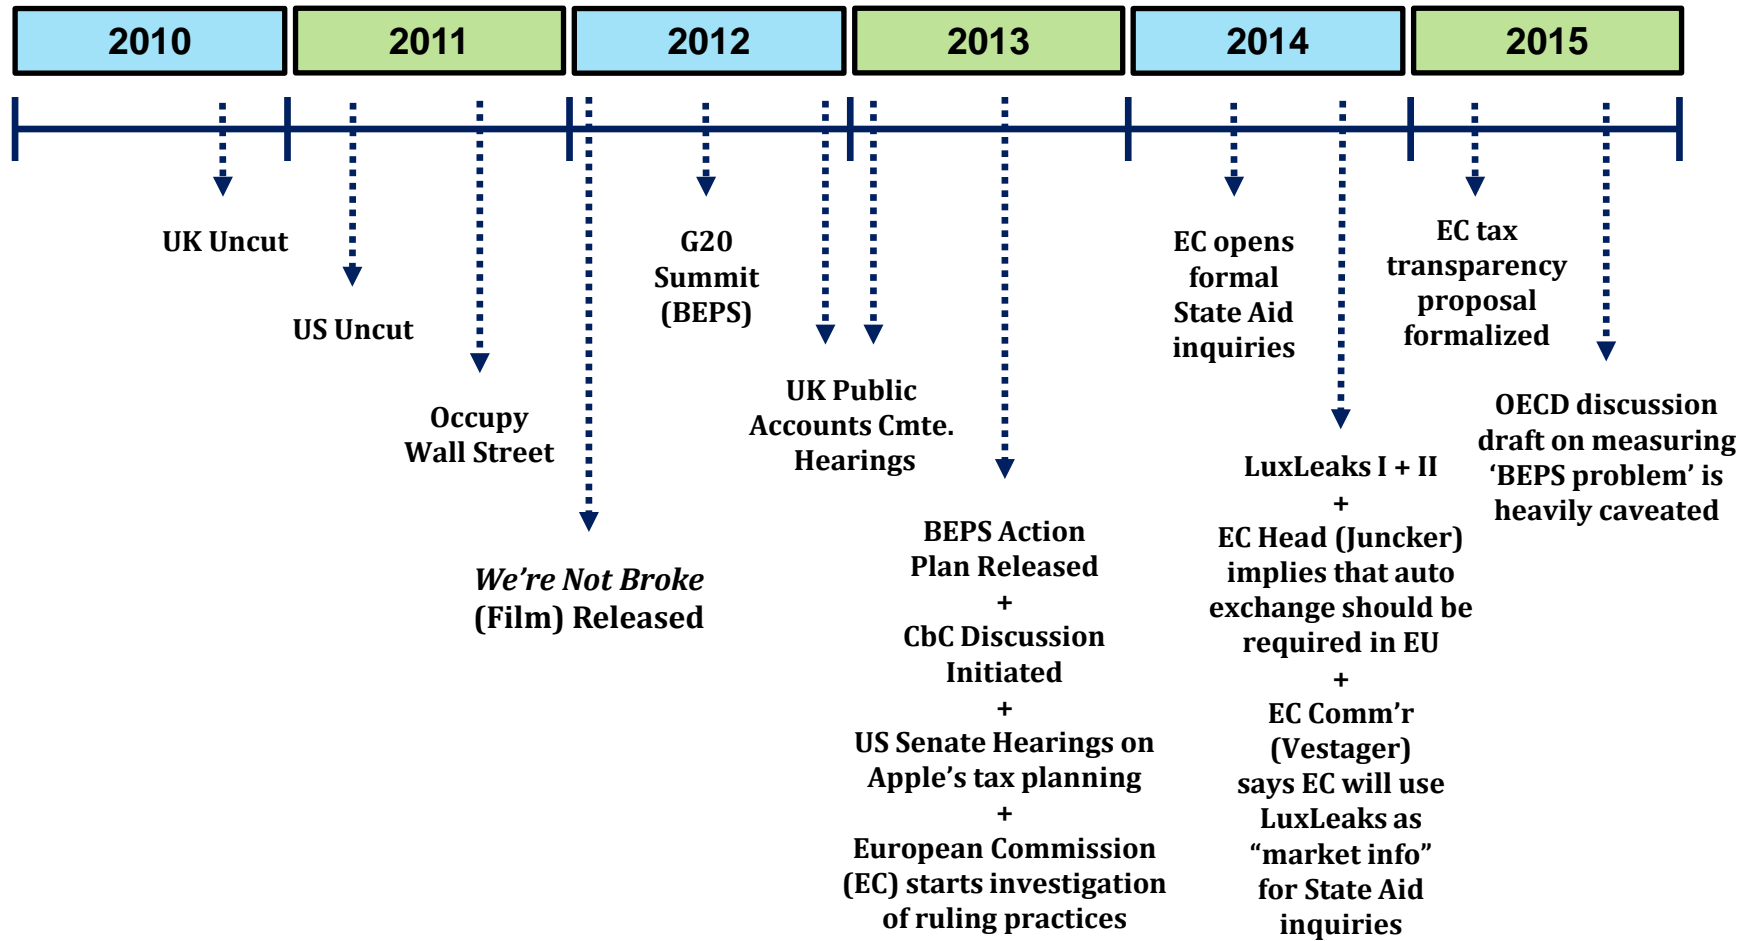 2010
2011
2012
2013
2014
2015
UK Uncut
US Uncut
Occupy
Wall Street
We’re Not Broke
(Film) Released
G20
Summit
(BEPS)
UK Public
Accounts Cmte.
Hearings
BEPS Action
Plan Released
+
CbC Discussion
Initiated
+
US Senate Hearings on
Apple’s tax planning
+
European Commission
(EC) starts investigation
of ruling practices
EC opens
formal
State Aid
inquiries
LuxLeaks I + II
+
EC Head (Juncker)
implies that auto
exchange should be
required in EU
+
EC Comm’r
(Vestager)
says EC will use
LuxLeaks as
“market info”
for State Aid
inquiries
EC tax
transparency
proposal
formalized
OECD discussion
draft on measuring
‘BEPS problem’ is
heavily caveated